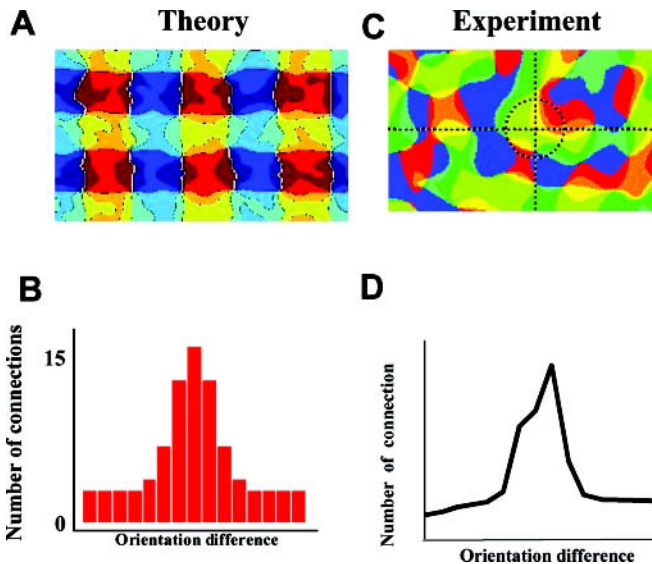 A
Theory
C
Experiment
B
Number of connections
15
0
Orientation difference
D
Number of connection
Orientation difference